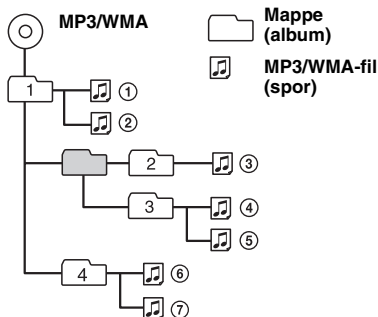 MP3/WMA
Mappe
(album)
MP3/WMA-fil
(spor)
1
①
②
2
③
3
④
⑤
4
⑥
⑦